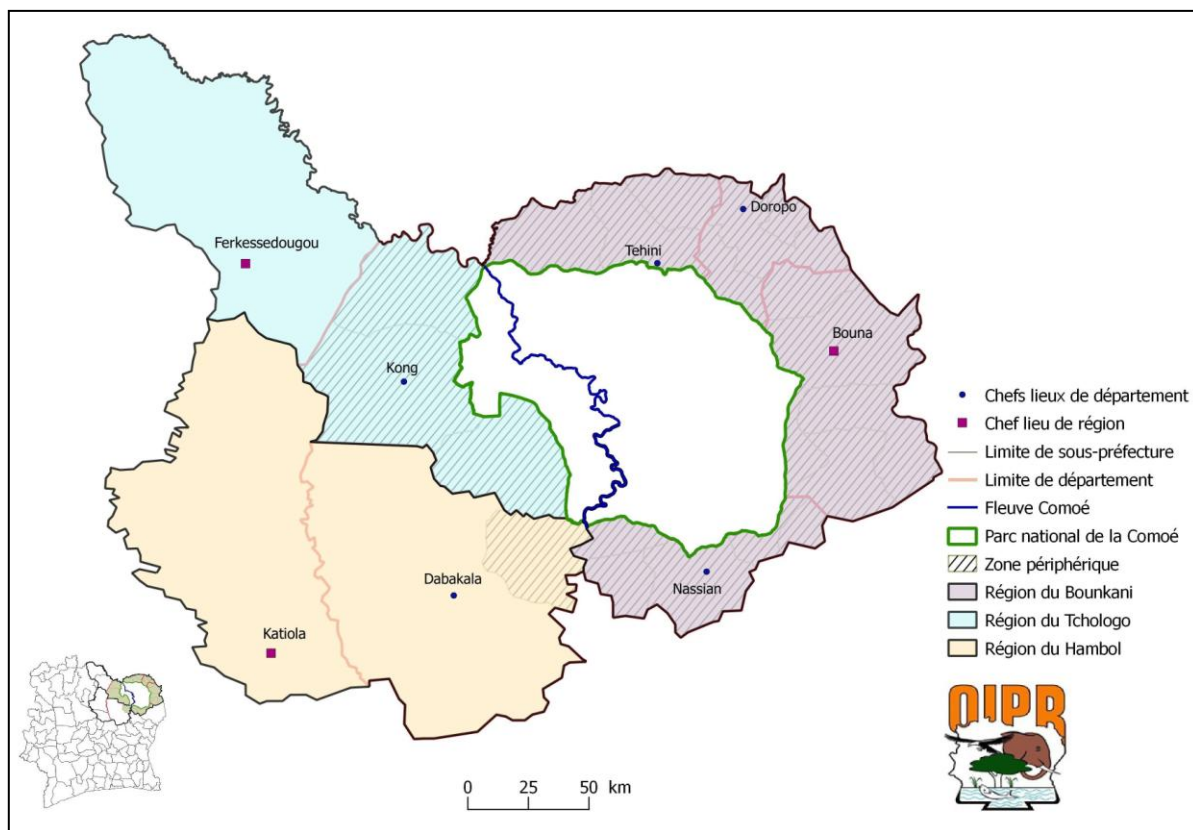 Doropo
Ferkessedougou
Tehini
Bouna
Kong
Chefs lieux de département
Chef lieu de région
Limite de sous-préfecture
Limite de département
Fleuve Comoé
Parc national de la Comoé
Zone périphérique
Nassian
Dabakala
Région du Bounkani
Région du Tchologo
Katiola
Région du Hambol
OIPR
0 25 50 km